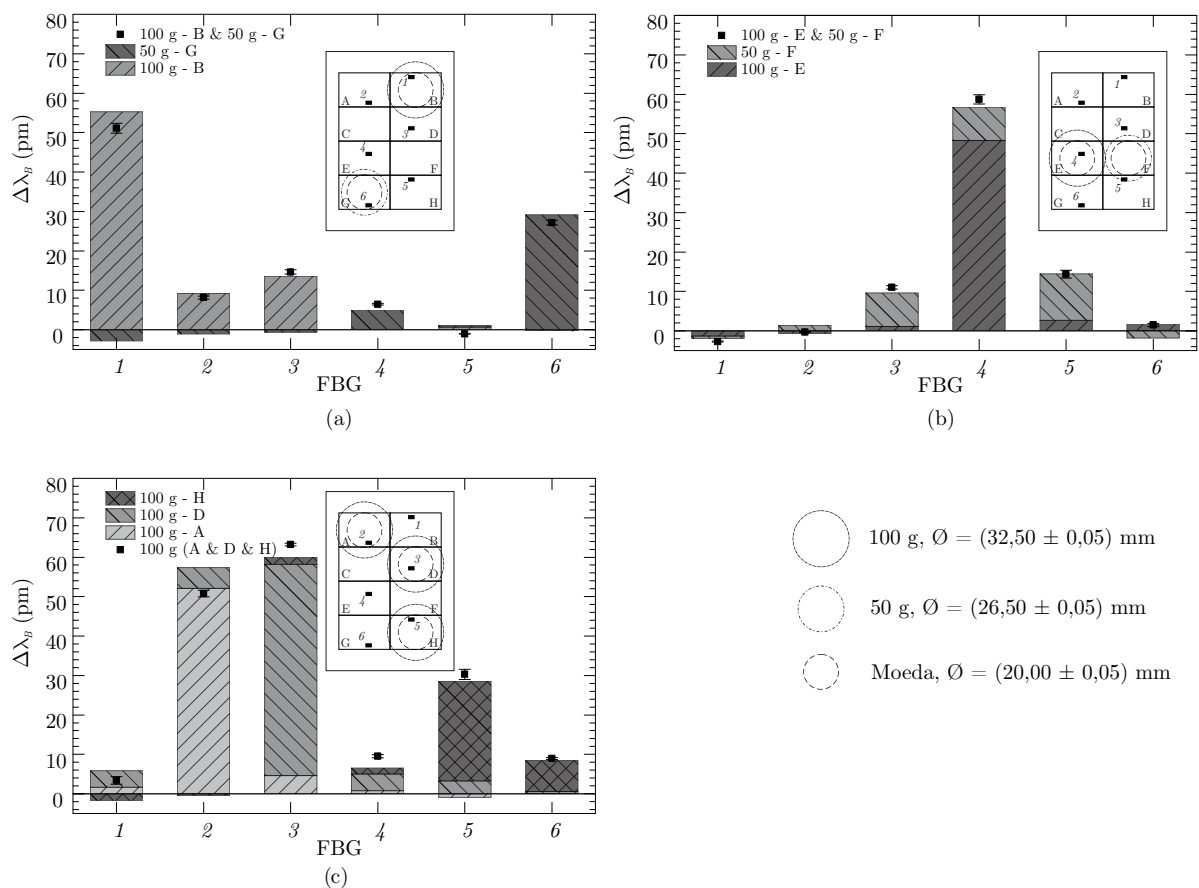 80
70
60
50
40
30
20
10
0
Δλ_B (pm)
100 g - B & 50 g - G
50 g - G
100 g - B
1
2
A
B
C
3
D
4
E
F
5
6
G
H
1 2 3 4 5 6
FBG
(a)
80
70
60
50
40
30
20
10
0
Δλ_B (pm)
100 g - E & 50 g - F
50 g - F
100 g - E
1
2
A
B
3
C
D
4
E
F
5
6
G
H
1 2 3 4 5 6
FBG
(b)
80
70
60
50
40
30
20
10
0
Δλ_B (pm)
100 g - H
100 g - D
100 g - A
100 g (A & D & H)
1
2
A
B
3
C
D
4
E
F
5
6
G
H
1 2 3 4 5 6
FBG
(c)
100 g, Ø = (32,50 ± 0,05) mm
50 g, Ø = (26,50 ± 0,05) mm
Moeda, Ø = (20,00 ± 0,05) mm